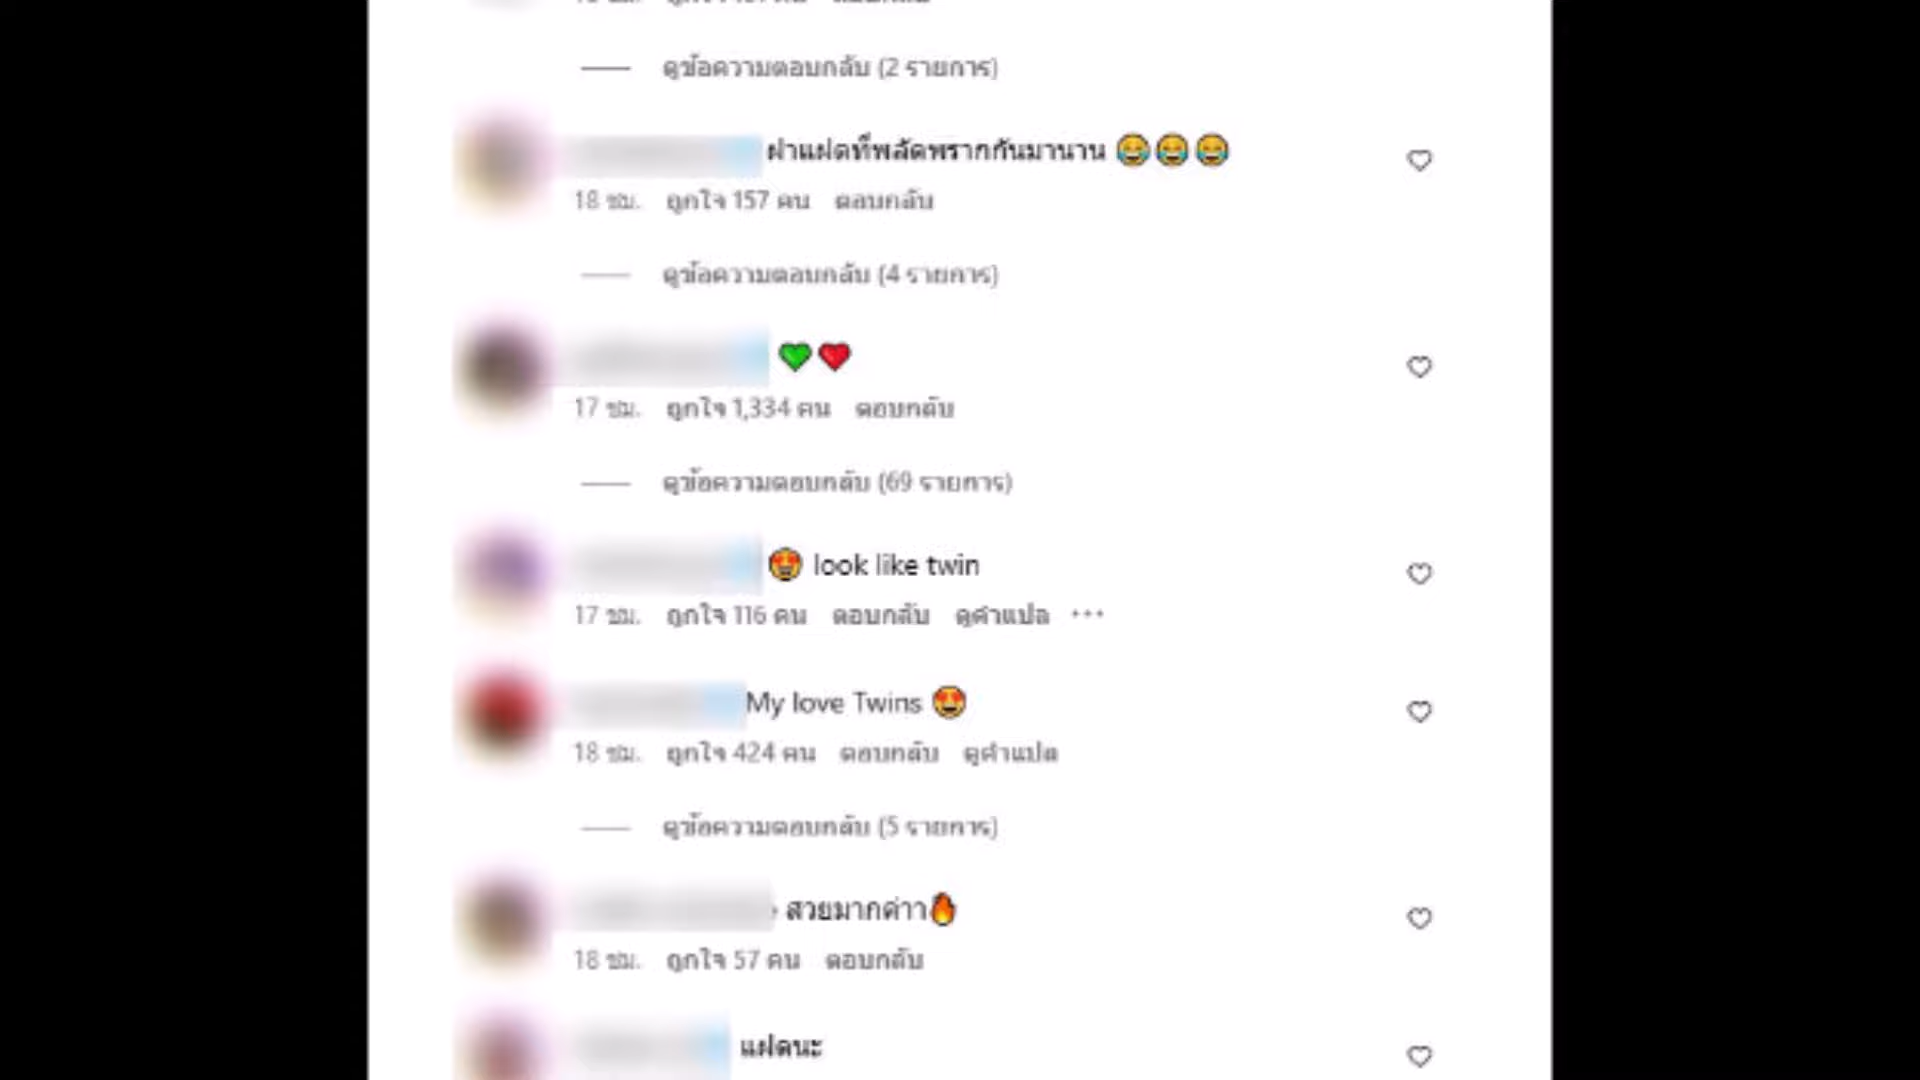 ดูข้อความตอบกลับ (2 รายการ)
ฝาแฝดที่พลัดพรากกันมานาน 😂😂😂
18 ชม. ถูกใจ 157 คน ตอบกลับ
ดูข้อความตอบกลับ (4 รายการ)
💚❤️
17 ชม. ถูกใจ 1,334 คน ตอบกลับ
ดูข้อความตอบกลับ (69 รายการ)
🤩 look like twin
17 ชม. ถูกใจ 116 คน ตอบกลับ ดูคำแปล ...
My love Twins 🤩
18 ชม. ถูกใจ 424 คน ตอบกลับ ดูคำแปล
ดูข้อความตอบกลับ (5 รายการ)
สวยมากค่าา🔥
18 ชม. ถูกใจ 57 คน ตอบกลับ
แฝดนะ